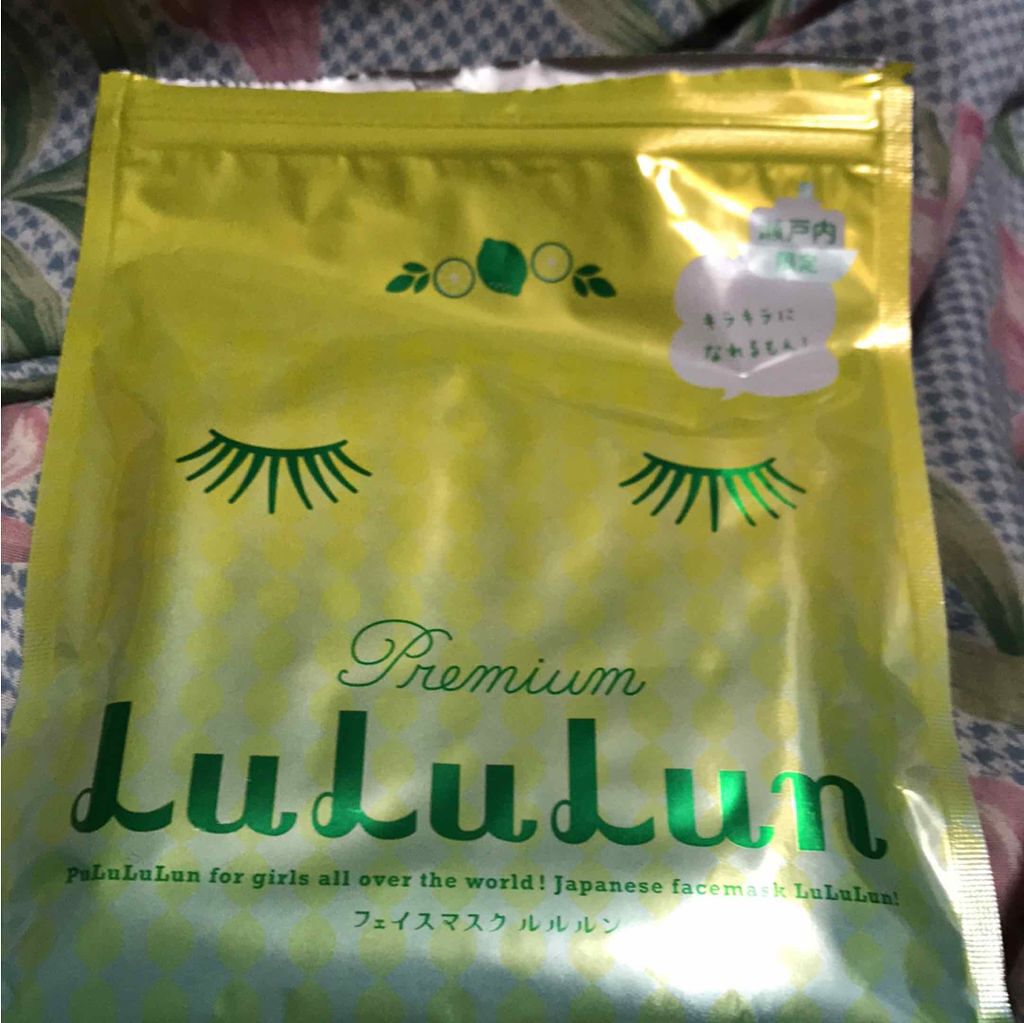 瀬戸内
限定
キラキラに
なれるもん!
Premium
LuLuLun
PuLuLuLun for girls all over the world! Japanese facemask LuLuLun!
フェイスマスク ルルルン